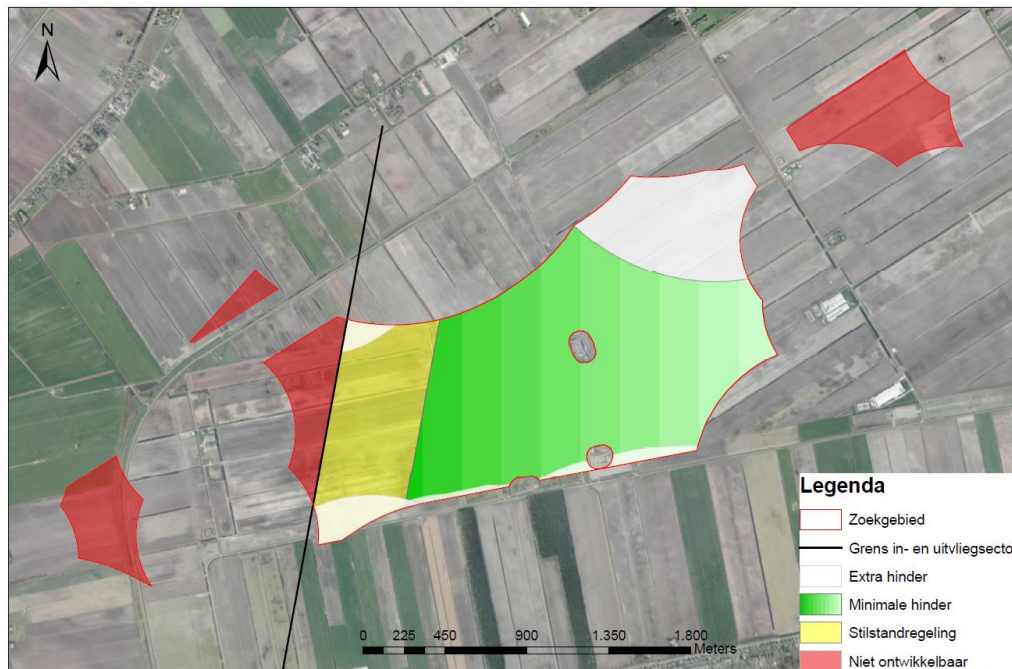 N
Legenda
Zoekgebied
Grens in- en uitvliegsecto
Extra hinder
Minimale hinder
Stilstandregeling
Niet ontwikkelbaar
0 225 450 900 1.350 1.800
Meters